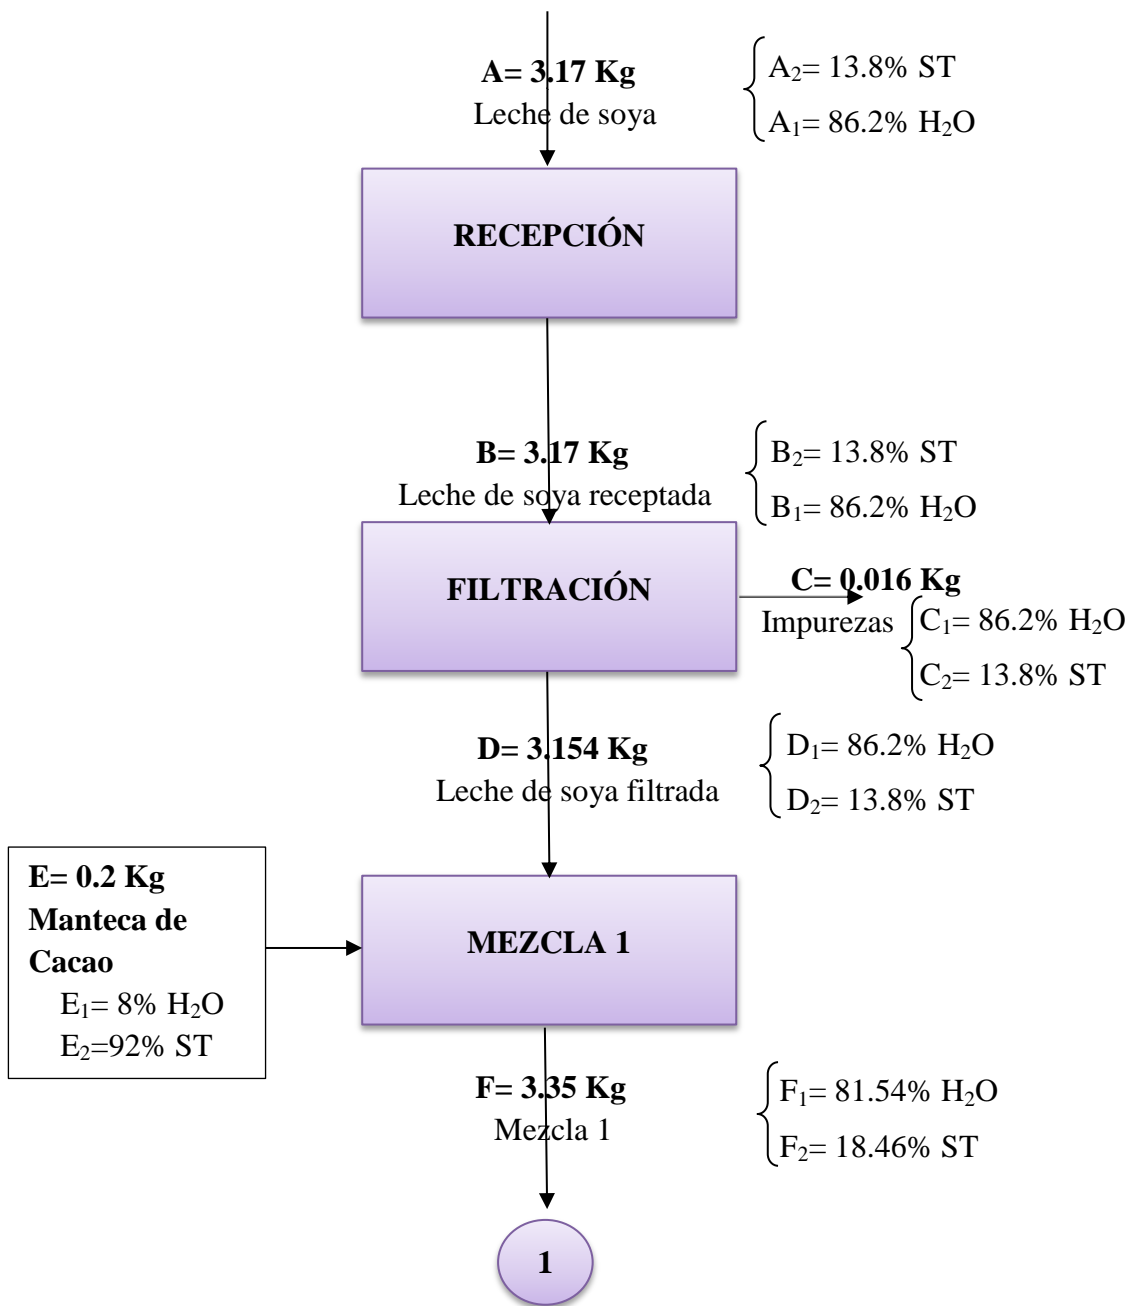 A= 3.17 Kg
Leche de soya
A₂= 13.8% ST
A₁= 86.2% H₂O
RECEPCIÓN
B= 3.17 Kg
Leche de soya receptada
B₂= 13.8% ST
B₁= 86.2% H₂O
FILTRACIÓN
C= 0.016 Kg
Impurezas
C₁= 86.2% H₂O
C₂= 13.8% ST
D= 3.154 Kg
Leche de soya filtrada
D₁= 86.2% H₂O
D₂= 13.8% ST
E= 0.2 Kg
Manteca de
Cacao
E₁= 8% H₂O
E₂=92% ST
MEZCLA 1
F= 3.35 Kg
Mezcla 1
F₁= 81.54% H₂O
F₂= 18.46% ST
1